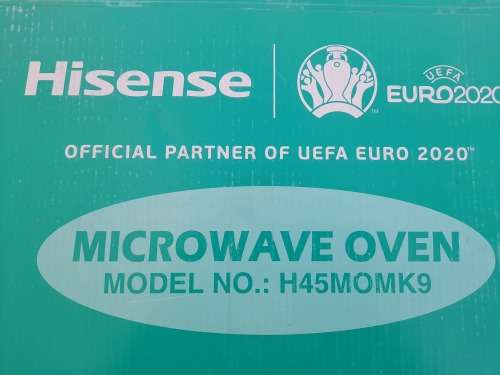 Hisense
UEFA
EURO2020
OFFICIAL PARTNER OF UEFA EURO 2020™
MICROWAVE OVEN
MODEL NO.: H45MOMK9